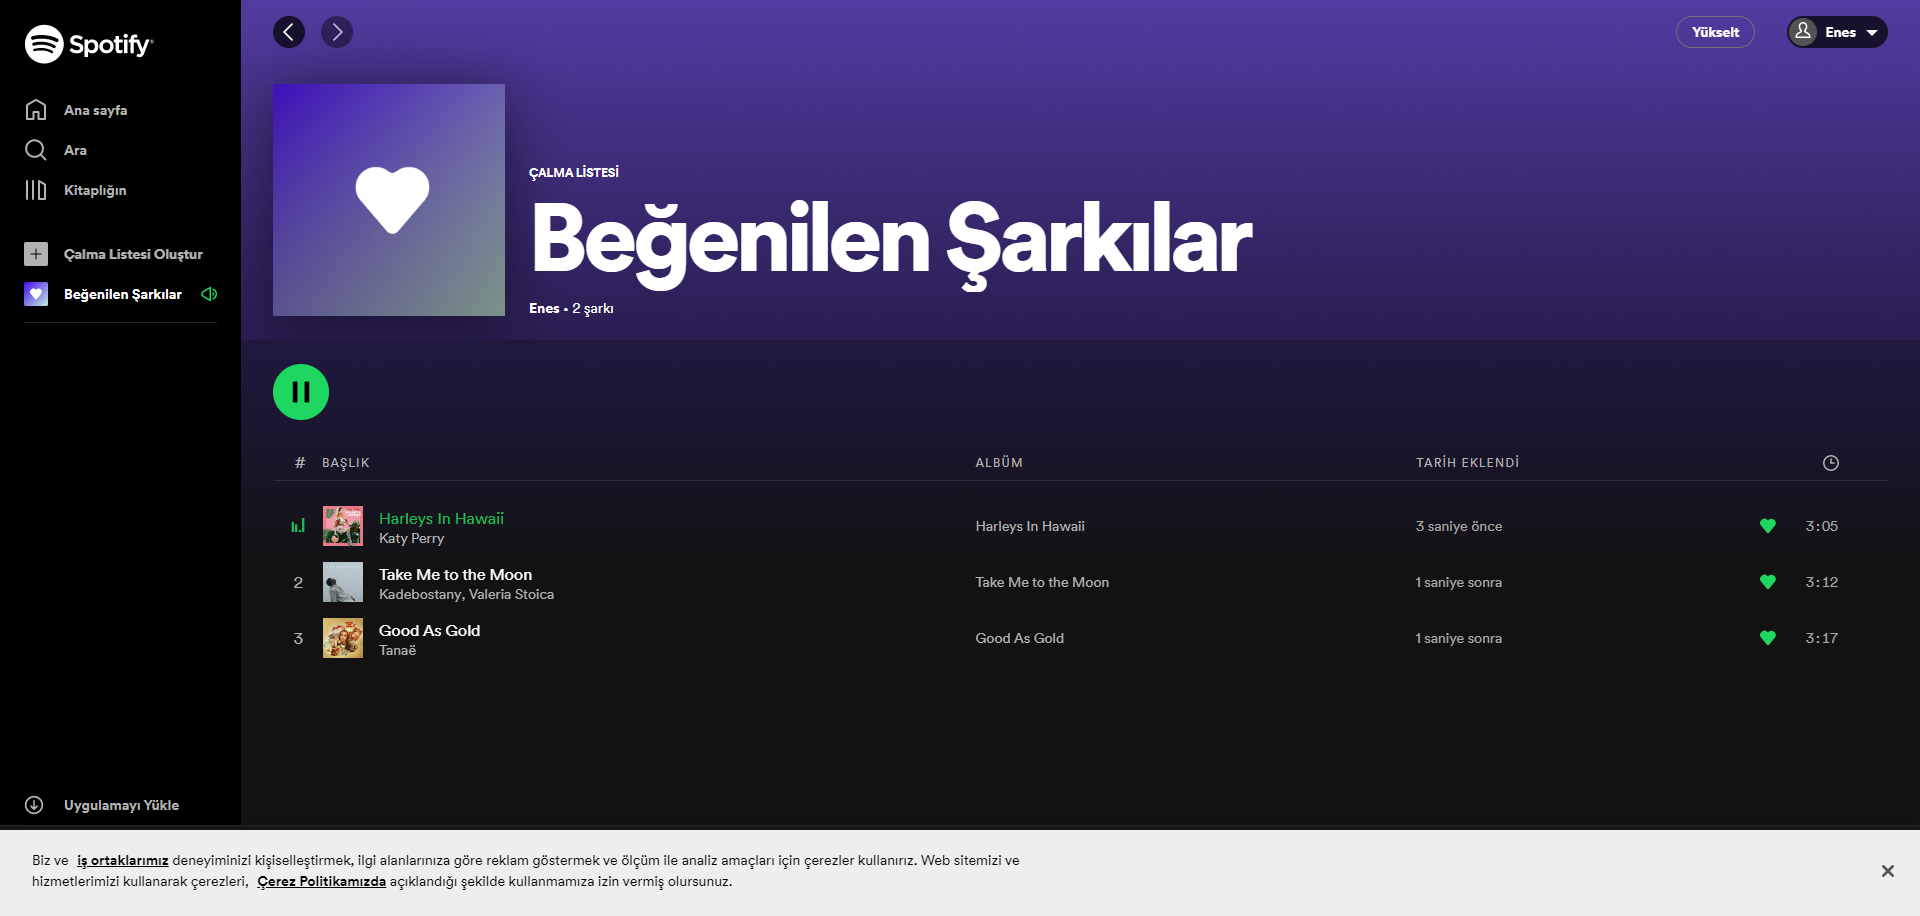 Spotify
Ana sayfa
Ara
Kitaplığın
Çalma Listesi Oluştur
Beğenilen Şarkılar
Uygulamayı Yükle
Yükselt
Enes
ÇALMA LİSTESİ
Beğenilen Şarkılar
Enes • 2 şarkı
# BAŞLIK ALBÜM TARİH EKLENDİ
Harleys In Hawaii
Katy Perry
Harleys In Hawaii
3 saniye önce
3:05
2
Take Me to the Moon
Kadebostany, Valeria Stoica
Take Me to the Moon
1 saniye sonra
3:12
3
Good As Gold
Tanaë
Good As Gold
1 saniye sonra
3:17
Biz ve iş ortaklarımız deneyiminizi kişiselleştirmek, ilgi alanlarınıza göre reklam göstermek ve ölçüm ile analiz amaçları için çerezler kullanırız. Web sitemizi ve
hizmetlerimizi kullanarak çerezleri, Çerez Politikamızda açıklandığı şekilde kullanmamıza izin vermiş olursunuz.